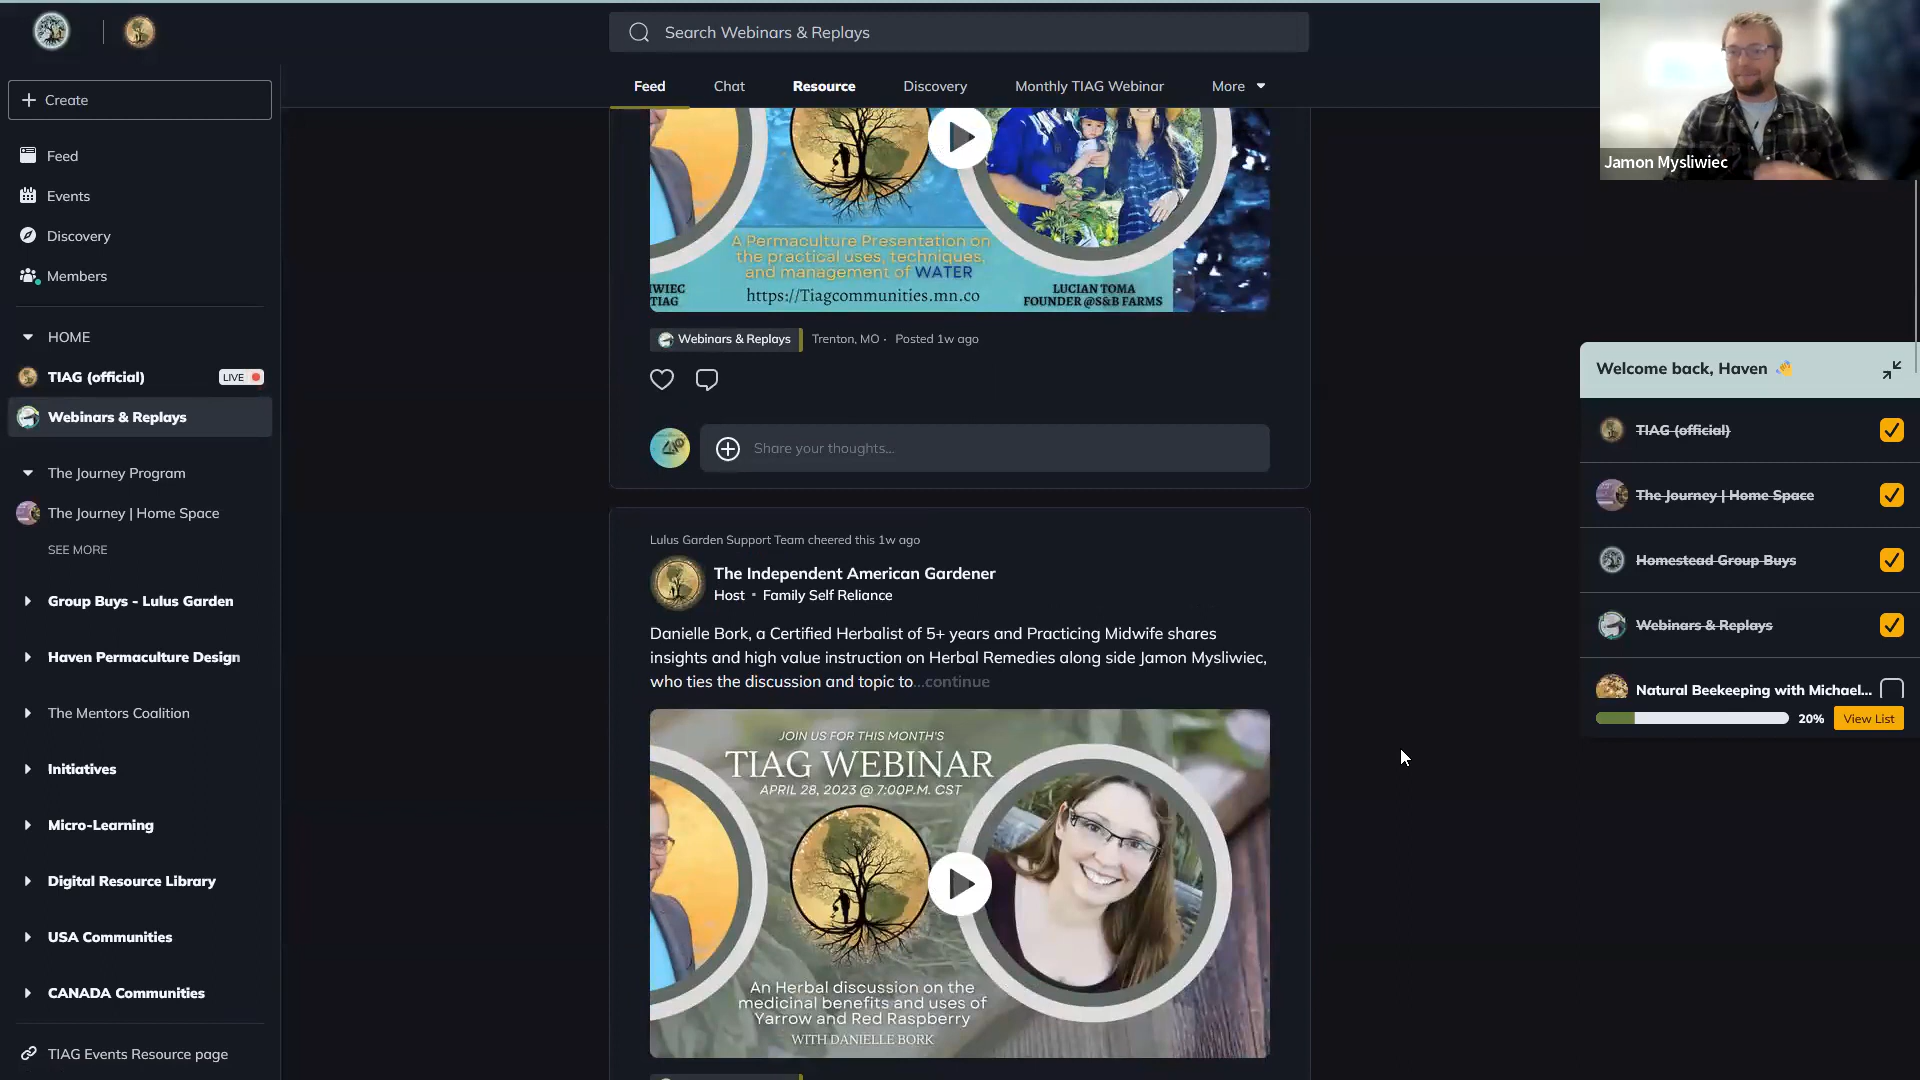 Search Webinars & Replays
Jamon Mysliwiec
Create
Feed
Events
Discovery
Members
HOME
TIAG (official)
LIVE
Webinars & Replays
The Journey Program
The Journey | Home Space
SEE MORE
Group Buys - Lulus Garden
Haven Permaculture Design
The Mentors Coalition
Initiatives
Micro-Learning
Digital Resource Library
USA Communities
CANADA Communities
TIAG Events Resource page
Feed Chat Resource Discovery Monthly TIAG Webinar More
A Permaculture Presentation on
the practical uses, techniques,
and management of WATER
https://Tiagcommunities.mn.co
IWIEC
TIAG
LUCIAN TOMA
FOUNDER @S&B FARMS
Webinars & Replays Trenton, MO · Posted 1w ago
Share your thoughts...
Lulus Garden Support Team cheered this 1w ago
The Independent American Gardener
Host • Family Self Reliance
Danielle Bork, a Certified Herbalist of 5+ years and Practicing Midwife shares
insights and high value instruction on Herbal Remedies along side Jamon Mysliwiec,
who ties the discussion and topic to...continue
JOIN US FOR THIS MONTH'S
TIAG WEBINAR
APRIL 28, 2023 @ 7:00P.M. CST
An Herbal discussion on the
medicinal benefits and uses of
Yarrow and Red Raspberry
WITH DANIELLE BORK
Welcome back, Haven 👋
TIAG (official)
The Journey | Home Space
Homestead Group Buys
Webinars & Replays
Natural Beekeeping with Michael...
20%
View List